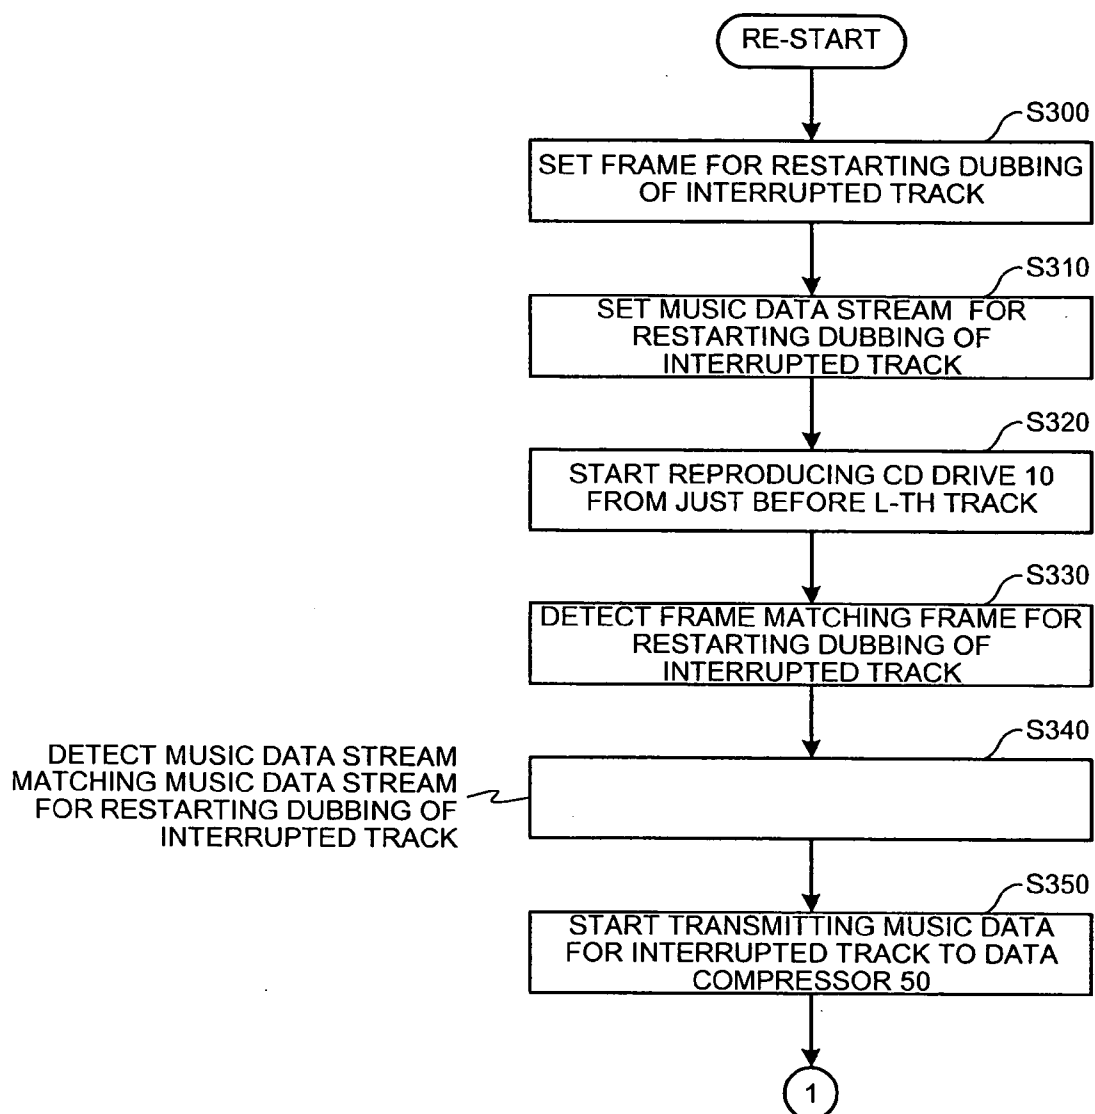 RE-START
S300
SET FRAME FOR RESTARTING DUBBING
OF INTERRUPTED TRACK
S310
SET MUSIC DATA STREAM FOR
RESTARTING DUBBING OF
INTERRUPTED TRACK
S320
START REPRODUCING CD DRIVE 10
FROM JUST BEFORE L-TH TRACK
S330
DETECT FRAME MATCHING FRAME FOR
RESTARTING DUBBING OF
INTERRUPTED TRACK
S340
DETECT MUSIC DATA STREAM
MATCHING MUSIC DATA STREAM
FOR RESTARTING DUBBING OF
INTERRUPTED TRACK
S350
START TRANSMITTING MUSIC DATA
FOR INTERRUPTED TRACK TO DATA
COMPRESSOR 50
1